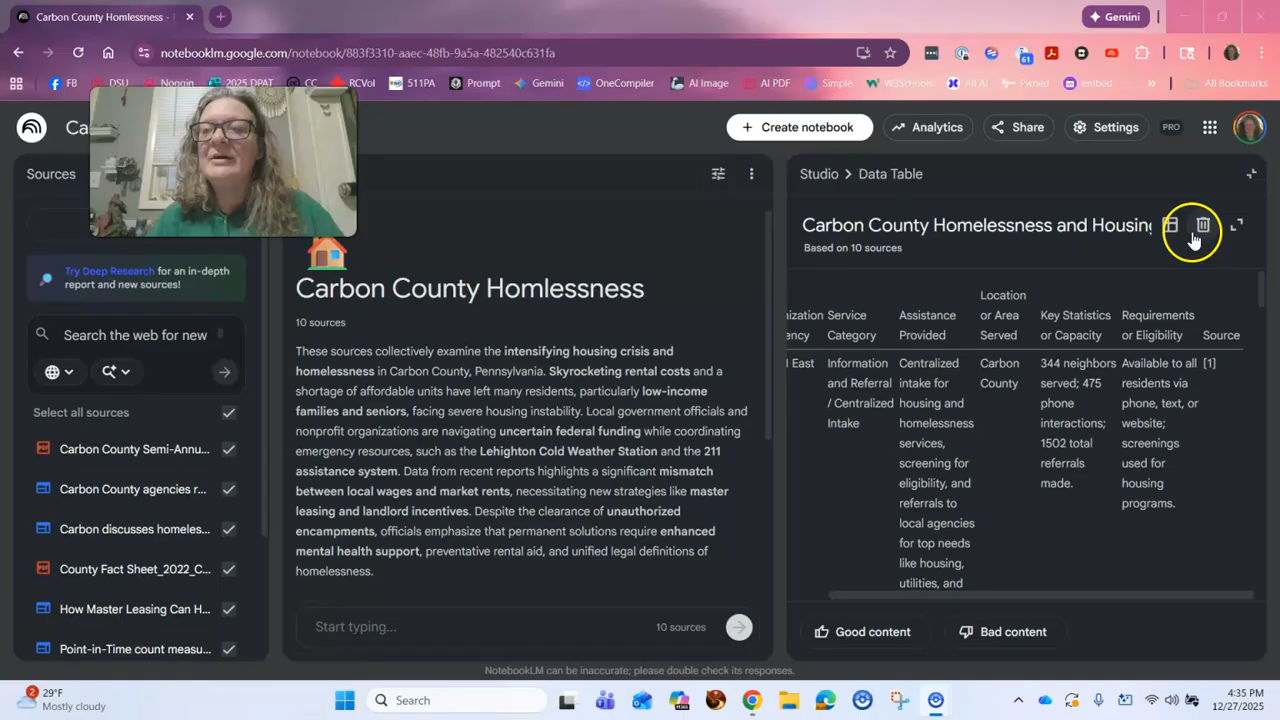 Carbon County Homlessness -
Gemini
notebooklm.google.com/notebook/883f3310-aaec-48fb-9a5a-482540c631fa
61
FB
DSU
Noggin
2025 DPAT
CC
RCVol
511PA
Prompt
Gemini
OneCompiler
AI Image
AI PDF
Simple
W3Schools
All AI
Pwned
embed
All Bookmarks
Ca
Create notebook
Analytics
Share
Settings
PRO
Sources
Studio > Data Table
Carbon County Homelessness and Housing
Based on 10 sources
Try Deep Research for an in-depth
report and new sources!
Search the web for new
Select all sources
Carbon County Semi-Annu...
Carbon County agencies r...
Carbon discusses homeles...
County Fact Sheet_2022_C...
How Master Leasing Can H...
Point-in-Time count measu...
Carbon County Homlessness
10 sources
These sources collectively examine the intensifying housing crisis and
homelessness in Carbon County, Pennsylvania. Skyrocketing rental costs and a
shortage of affordable units have left many residents, particularly low-income
families and seniors, facing severe housing instability. Local government officials and
nonprofit organizations are navigating uncertain federal funding while coordinating
emergency resources, such as the Lehighton Cold Weather Station and the 211
assistance system. Data from recent reports highlights a significant mismatch
between local wages and market rents, necessitating new strategies like master
leasing and landlord incentives. Despite the clearance of unauthorized
encampments, officials emphasize that permanent solutions require enhanced
mental health support, preventative rental aid, and unified legal definitions of
homelessness.
Start typing...
10 sources
nization
ency
Service
Category
Assistance
Provided
Location
or Area
Served
Key Statistics
or Capacity
Requirements
or Eligibility
Source
l East
Information
and Referral
/ Centralized
Intake
Centralized
intake for
housing and
homelessness
services,
screening for
eligibility, and
referrals to
local agencies
for top needs
like housing,
utilities, and
Carbon
County
344 neighbors
served; 475
phone
interactions;
1502 total
referrals
made.
Available to all
residents via
phone, text, or
website;
screenings
used for
housing
programs.
[1]
Good content
Bad content
NotebookLM can be inaccurate; please double check its responses.
2
29°F
Mostly cloudy
Search
4:35 PM
12/27/2025